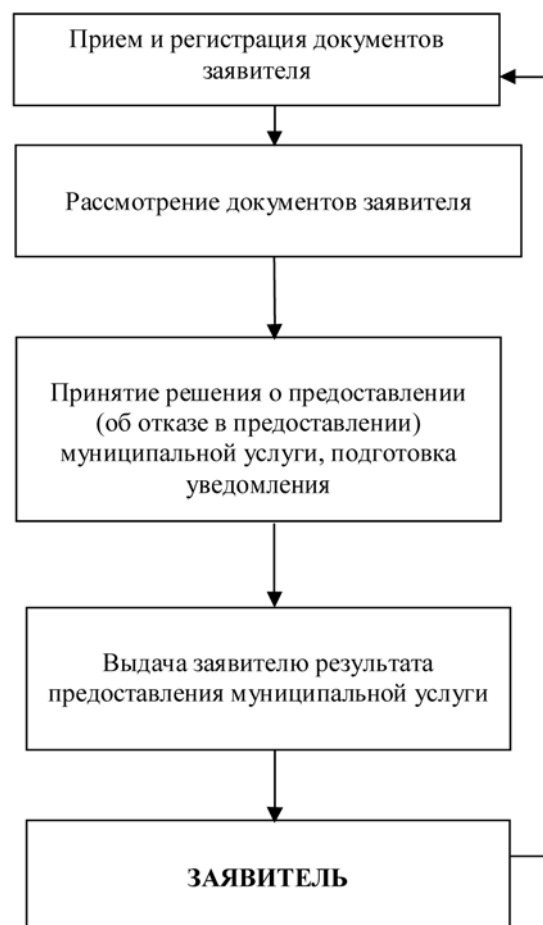 Прием и регистрация документов
заявителя
Рассмотрение документов заявителя
Принятие решения о предоставлении
(об отказе в предоставлении)
муниципальной услуги, подготовка
уведомления
Выдача заявителю результата
предоставления муниципальной услуги
ЗАЯВИТЕЛЬ